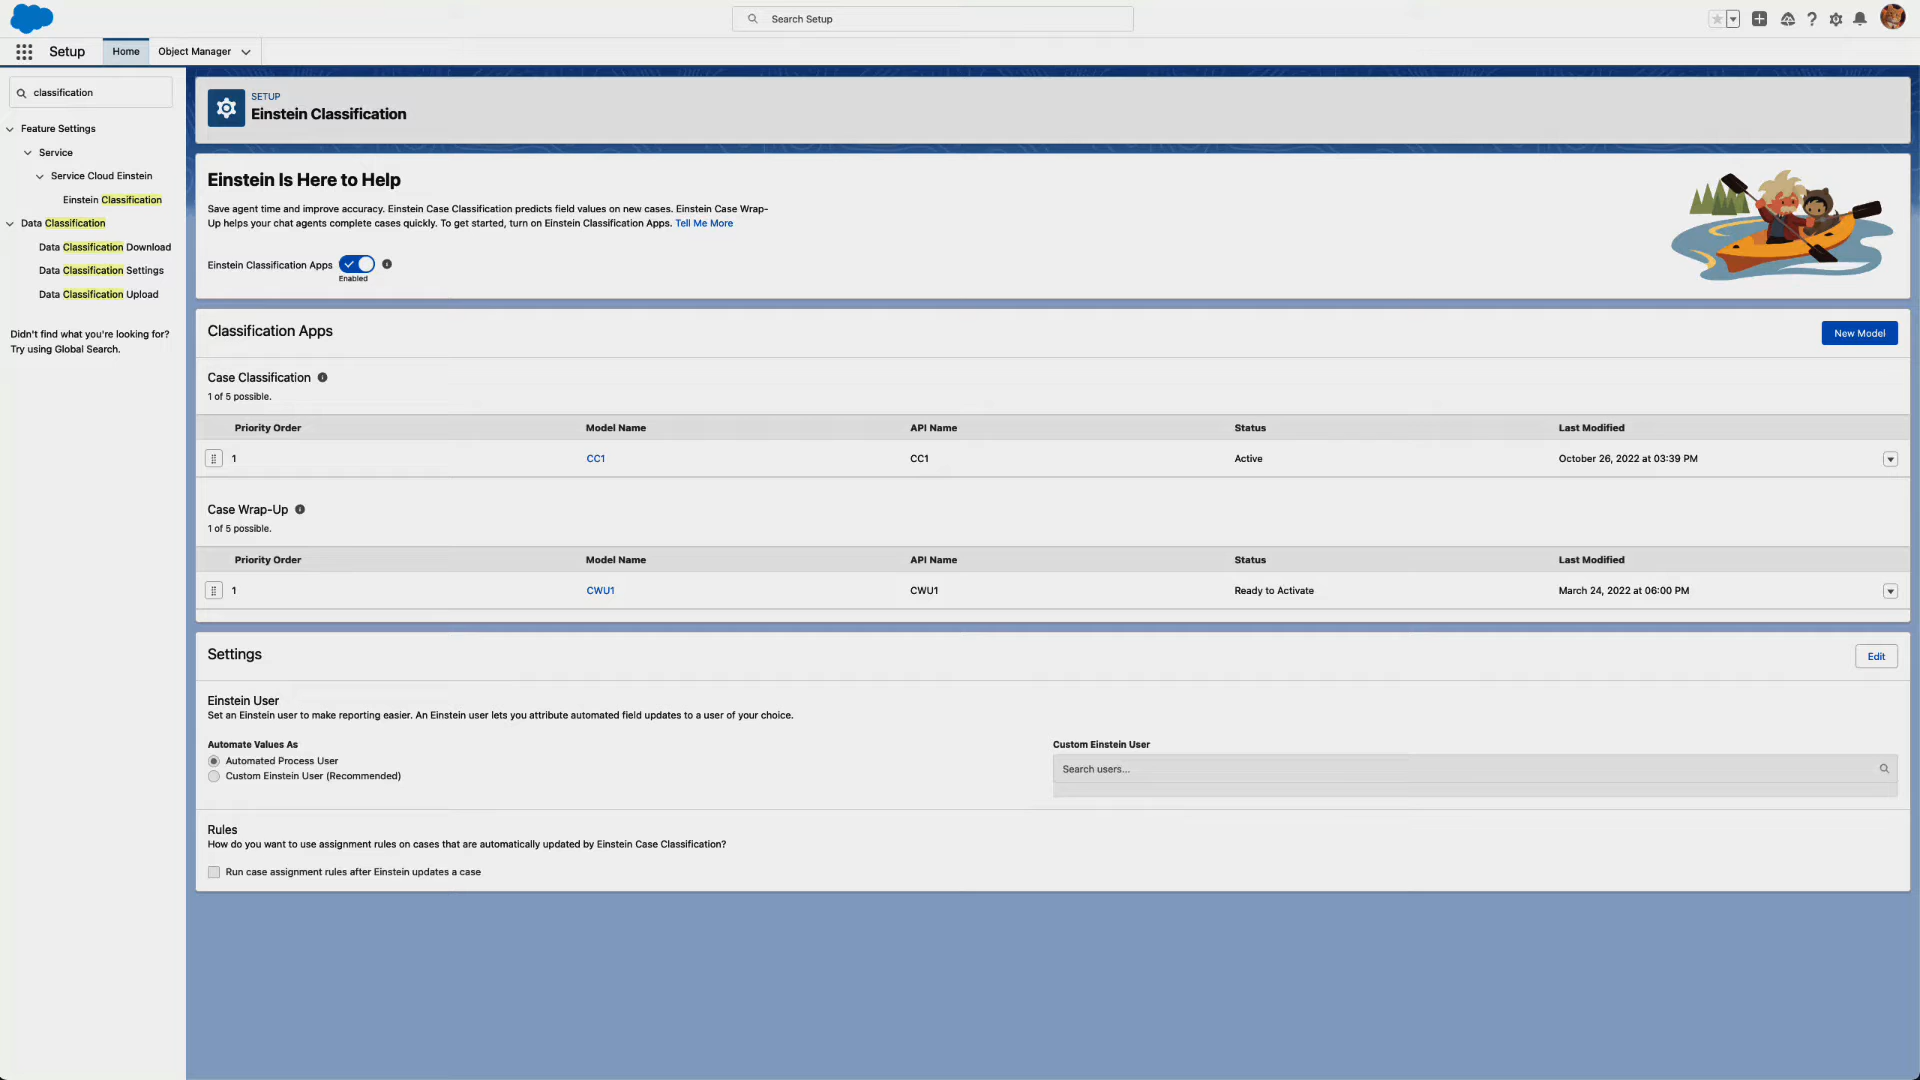 Search Setup
Setup
Home
Object Manager
classification
Feature Settings
Service
Service Cloud Einstein
Einstein Classification
Data Classification
Data Classification Download
Data Classification Settings
Data Classification Upload
Didn't find what you're looking for?
Try using Global Search.
SETUP
Einstein Classification
Einstein Is Here to Help
Save agent time and improve accuracy. Einstein Case Classification predicts field values on new cases. Einstein Case Wrap-
Up helps your chat agents complete cases quickly. To get started, turn on Einstein Classification Apps. Tell Me More
Einstein Classification Apps
Enabled
Classification Apps
New Model
Case Classification
1 of 5 possible.
Priority Order Model Name API Name Status Last Modified
1 CC1 CC1 Active October 26, 2022 at 03:39 PM
Case Wrap-Up
1 of 5 possible.
Priority Order Model Name API Name Status Last Modified
1 CWU1 CWU1 Ready to Activate March 24, 2022 at 06:00 PM
Settings
Edit
Einstein User
Set an Einstein user to make reporting easier. An Einstein user lets you attribute automated field updates to a user of your choice.
Automate Values As
Automated Process User
Custom Einstein User (Recommended)
Custom Einstein User
Search users...
Rules
How do you want to use assignment rules on cases that are automatically updated by Einstein Case Classification?
Run case assignment rules after Einstein updates a case